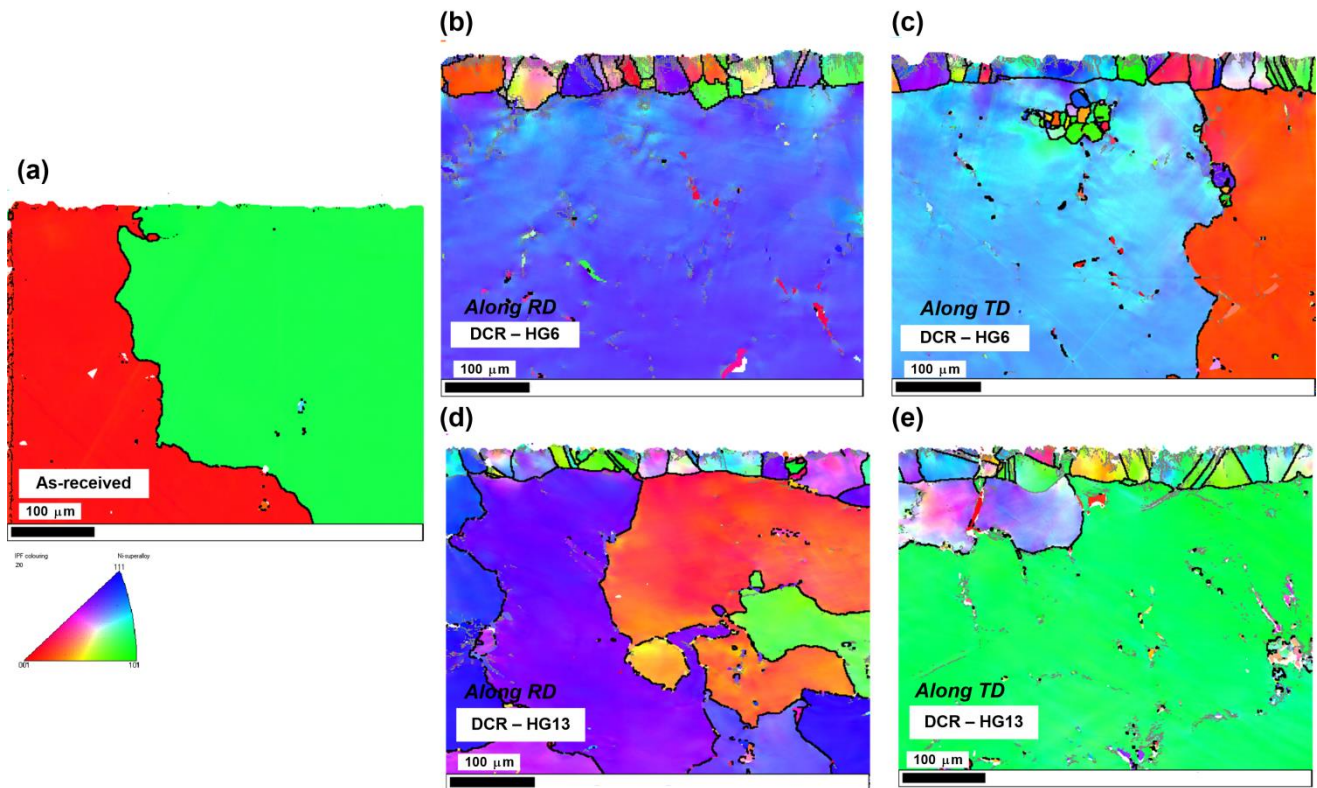 (a)
As-received
100 μm
IPF colouring
Ni-superalloy
111
001
101
(b)
Along RD
DCR – HG6
100 μm
(c)
Along TD
DCR – HG6
100 μm
(d)
Along RD
DCR – HG13
100 μm
(e)
Along TD
DCR – HG13
100 μm